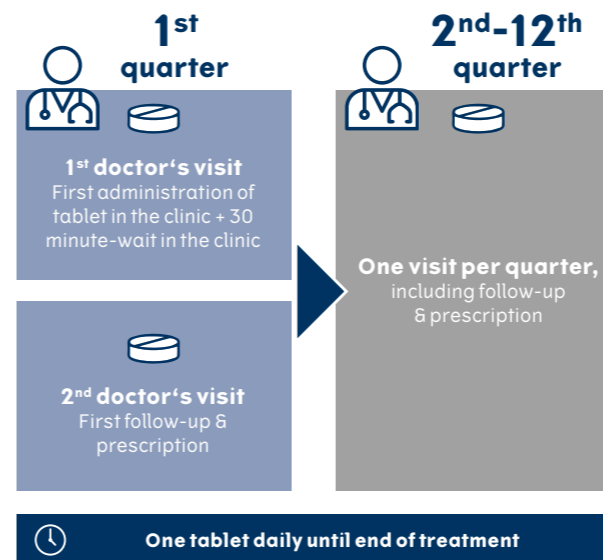 1st
quarter
1st doctor‘s visit
First administration of
tablet in the clinic + 30
minute-wait in the clinic
2nd doctor‘s visit
First follow-up &
prescription
2nd-12th
quarter
One visit per quarter,
including follow-up
& prescription
One tablet daily until end of treatment